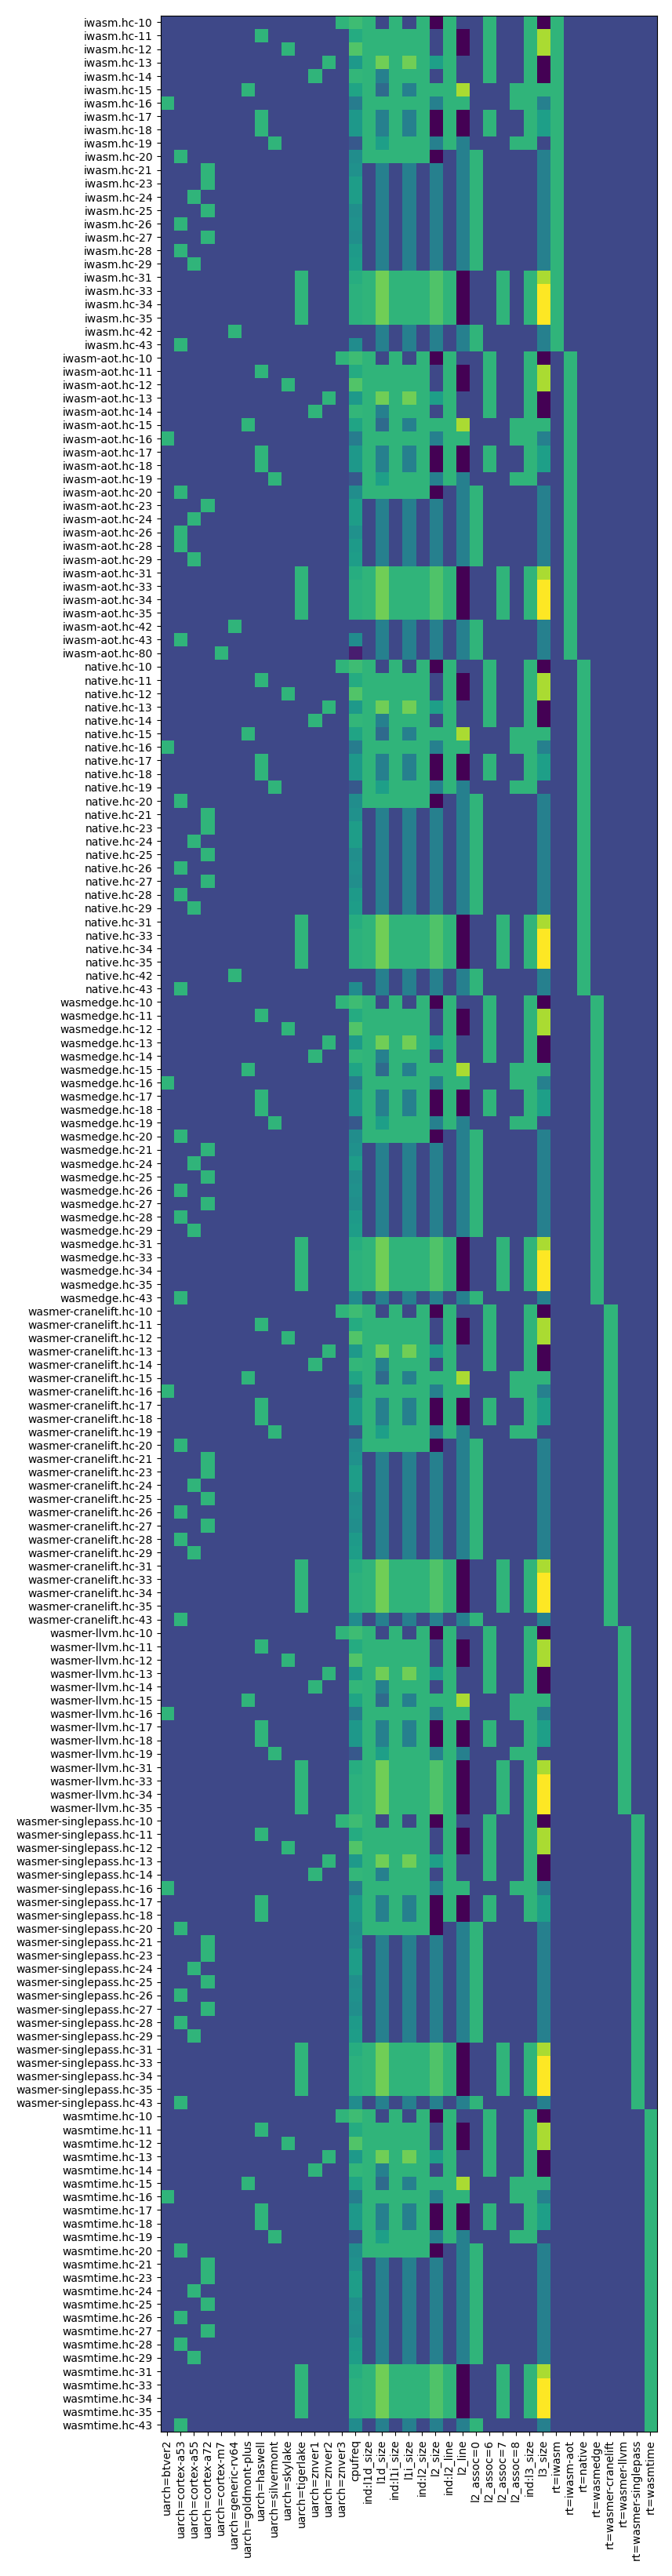 iwasm.hc-10
iwasm.hc-11
iwasm.hc-12
iwasm.hc-13
iwasm.hc-14
iwasm.hc-15
iwasm.hc-16
iwasm.hc-17
iwasm.hc-18
iwasm.hc-19
iwasm.hc-20
iwasm.hc-21
iwasm.hc-23
iwasm.hc-24
iwasm.hc-25
iwasm.hc-26
iwasm.hc-27
iwasm.hc-28
iwasm.hc-29
iwasm.hc-31
iwasm.hc-33
iwasm.hc-34
iwasm.hc-35
iwasm.hc-42
iwasm.hc-43
iwasm-aot.hc-10
iwasm-aot.hc-11
iwasm-aot.hc-12
iwasm-aot.hc-13
iwasm-aot.hc-14
iwasm-aot.hc-15
iwasm-aot.hc-16
iwasm-aot.hc-17
iwasm-aot.hc-18
iwasm-aot.hc-19
iwasm-aot.hc-20
iwasm-aot.hc-23
iwasm-aot.hc-24
iwasm-aot.hc-26
iwasm-aot.hc-28
iwasm-aot.hc-29
iwasm-aot.hc-31
iwasm-aot.hc-33
iwasm-aot.hc-34
iwasm-aot.hc-35
iwasm-aot.hc-42
iwasm-aot.hc-43
iwasm-aot.hc-80
native.hc-10
native.hc-11
native.hc-12
native.hc-13
native.hc-14
native.hc-15
native.hc-16
native.hc-17
native.hc-18
native.hc-19
native.hc-20
native.hc-21
native.hc-23
native.hc-24
native.hc-25
native.hc-26
native.hc-27
native.hc-28
native.hc-29
native.hc-31
native.hc-33
native.hc-34
native.hc-35
native.hc-42
native.hc-43
wasmedge.hc-10
wasmedge.hc-11
wasmedge.hc-12
wasmedge.hc-13
wasmedge.hc-14
wasmedge.hc-15
wasmedge.hc-16
wasmedge.hc-17
wasmedge.hc-18
wasmedge.hc-19
wasmedge.hc-20
wasmedge.hc-21
wasmedge.hc-24
wasmedge.hc-25
wasmedge.hc-26
wasmedge.hc-27
wasmedge.hc-28
wasmedge.hc-29
wasmedge.hc-31
wasmedge.hc-33
wasmedge.hc-34
wasmedge.hc-35
wasmedge.hc-43
wasmer-cranelift.hc-10
wasmer-cranelift.hc-11
wasmer-cranelift.hc-12
wasmer-cranelift.hc-13
wasmer-cranelift.hc-14
wasmer-cranelift.hc-15
wasmer-cranelift.hc-16
wasmer-cranelift.hc-17
wasmer-cranelift.hc-18
wasmer-cranelift.hc-19
wasmer-cranelift.hc-20
wasmer-cranelift.hc-21
wasmer-cranelift.hc-23
wasmer-cranelift.hc-24
wasmer-cranelift.hc-25
wasmer-cranelift.hc-26
wasmer-cranelift.hc-27
wasmer-cranelift.hc-28
wasmer-cranelift.hc-29
wasmer-cranelift.hc-31
wasmer-cranelift.hc-33
wasmer-cranelift.hc-34
wasmer-cranelift.hc-35
wasmer-cranelift.hc-43
wasmer-llvm.hc-10
wasmer-llvm.hc-11
wasmer-llvm.hc-12
wasmer-llvm.hc-13
wasmer-llvm.hc-14
wasmer-llvm.hc-15
wasmer-llvm.hc-16
wasmer-llvm.hc-17
wasmer-llvm.hc-18
wasmer-llvm.hc-19
wasmer-llvm.hc-31
wasmer-llvm.hc-33
wasmer-llvm.hc-34
wasmer-llvm.hc-35
wasmer-singlepass.hc-10
wasmer-singlepass.hc-11
wasmer-singlepass.hc-12
wasmer-singlepass.hc-13
wasmer-singlepass.hc-14
wasmer-singlepass.hc-16
wasmer-singlepass.hc-17
wasmer-singlepass.hc-18
wasmer-singlepass.hc-20
wasmer-singlepass.hc-21
wasmer-singlepass.hc-23
wasmer-singlepass.hc-24
wasmer-singlepass.hc-25
wasmer-singlepass.hc-26
wasmer-singlepass.hc-27
wasmer-singlepass.hc-28
wasmer-singlepass.hc-29
wasmer-singlepass.hc-31
wasmer-singlepass.hc-33
wasmer-singlepass.hc-34
wasmer-singlepass.hc-35
wasmer-singlepass.hc-43
wasmtime.hc-10
wasmtime.hc-11
wasmtime.hc-12
wasmtime.hc-13
wasmtime.hc-14
wasmtime.hc-15
wasmtime.hc-16
wasmtime.hc-17
wasmtime.hc-18
wasmtime.hc-19
wasmtime.hc-20
wasmtime.hc-21
wasmtime.hc-23
wasmtime.hc-24
wasmtime.hc-25
wasmtime.hc-26
wasmtime.hc-27
wasmtime.hc-28
wasmtime.hc-29
wasmtime.hc-31
wasmtime.hc-33
wasmtime.hc-34
wasmtime.hc-35
wasmtime.hc-43
uarch=btver2
uarch=cortex-a53
uarch=cortex-a55
uarch=cortex-a72
uarch=cortex-m7
uarch=generic-rv64
uarch=goldmont-plus
uarch=haswell
uarch=silvermont
uarch=skylake
uarch=tigerlake
uarch=znver1
uarch=znver2
uarch=znver3
cpufreq
ind:l1d_size
l1d_size
ind:l1i_size
l1i_size
ind:l2_size
l2_size
ind:l2_line
l2_line
l2_assoc=0
l2_assoc=6
l2_assoc=7
l2_assoc=8
ind:l3_size
l3_size
rt=iwasm
rt=iwasm-aot
rt=native
rt=wasmedge
rt=wasmer-cranelift
rt=wasmer-llvm
rt=wasmer-singlepass
rt=wasmtime